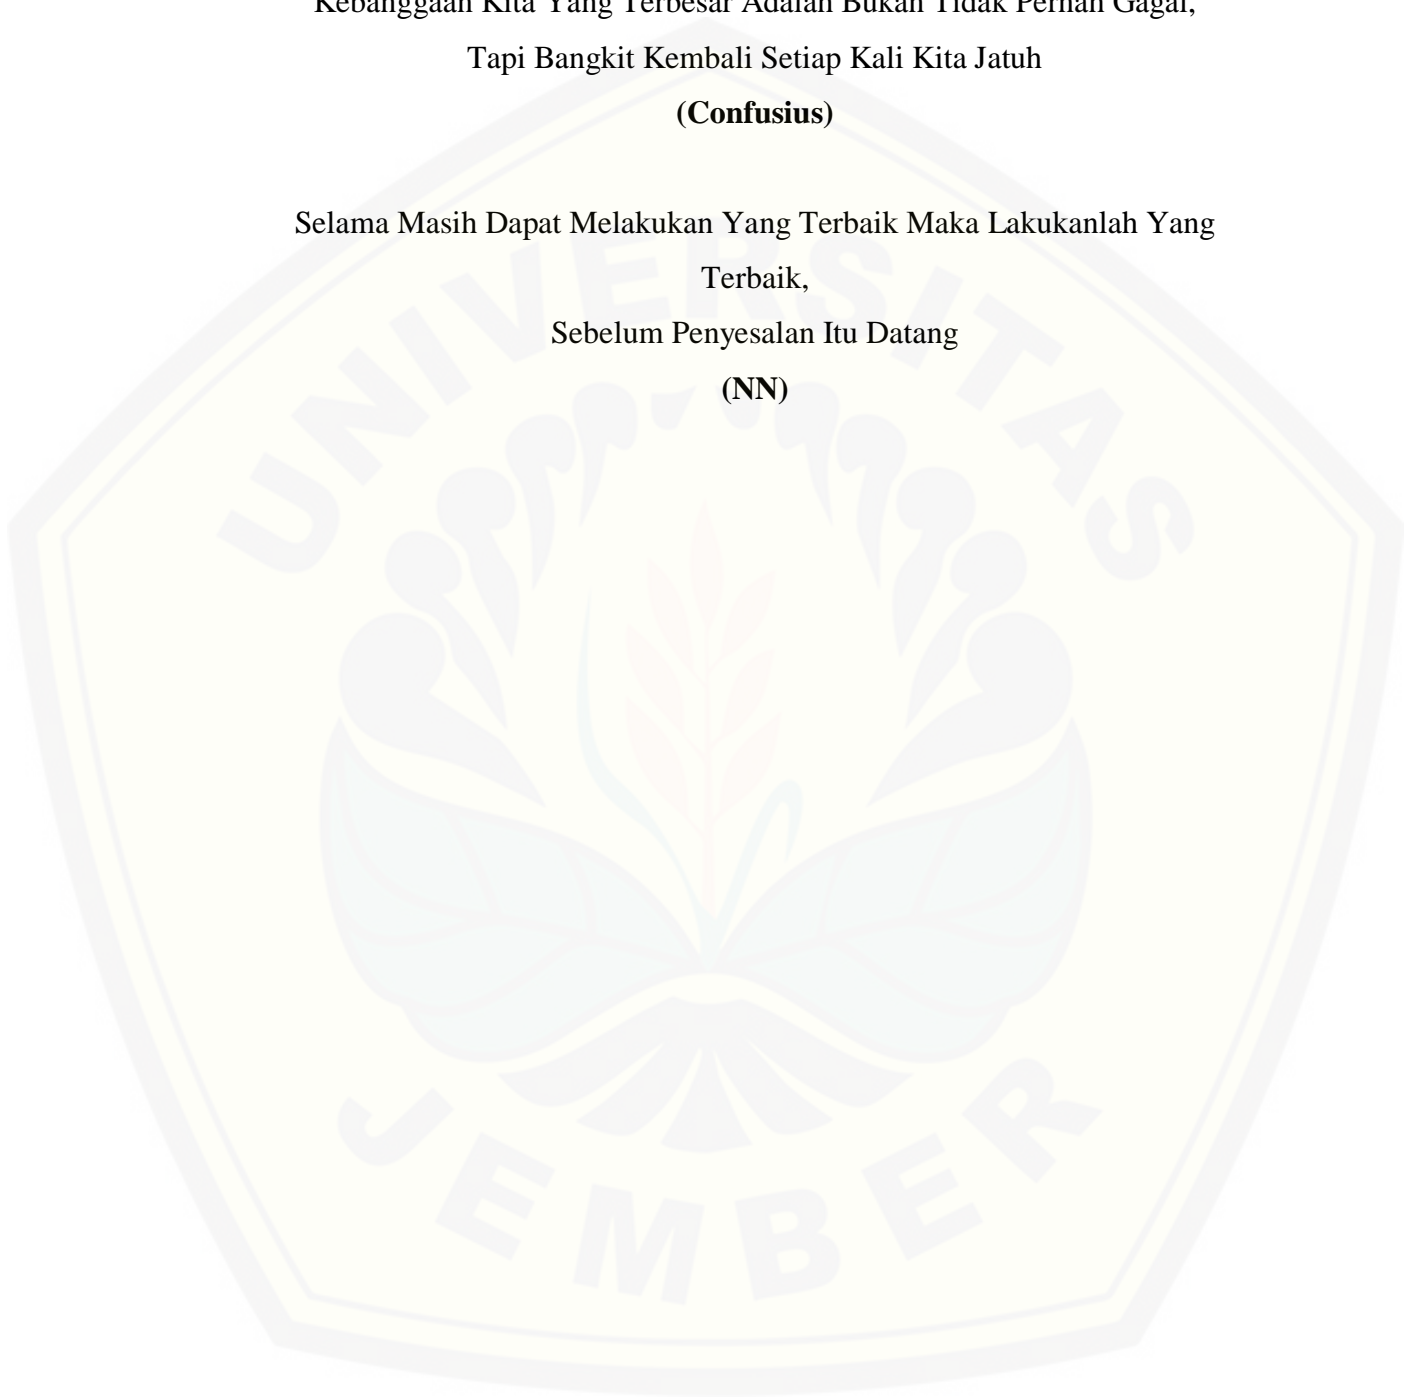 Kebanggaan Kita Yang Terbesar Adalah Bukan Tidak Pernah Gagal,
Tapi Bangkit Kembali Setiap Kali Kita Jatuh
(Confusius)
Selama Masih Dapat Melakukan Yang Terbaik Maka Lakukanlah Yang
Terbaik,
Sebelum Penyesalan Itu Datang
(NN)
UNIVERSITAS
JEMBER